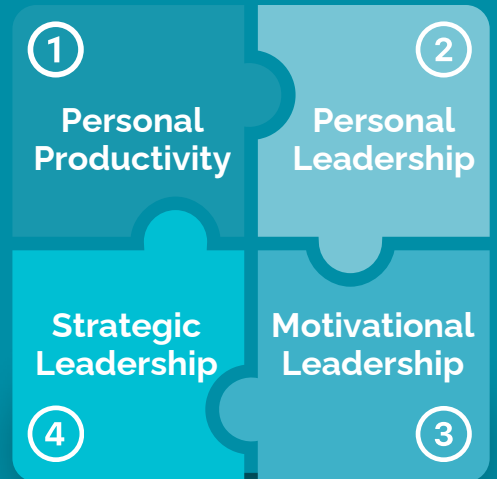 1
Personal
Productivity
2
Personal
Leadership
Strategic
Leadership
4
Motivational
Leadership
3